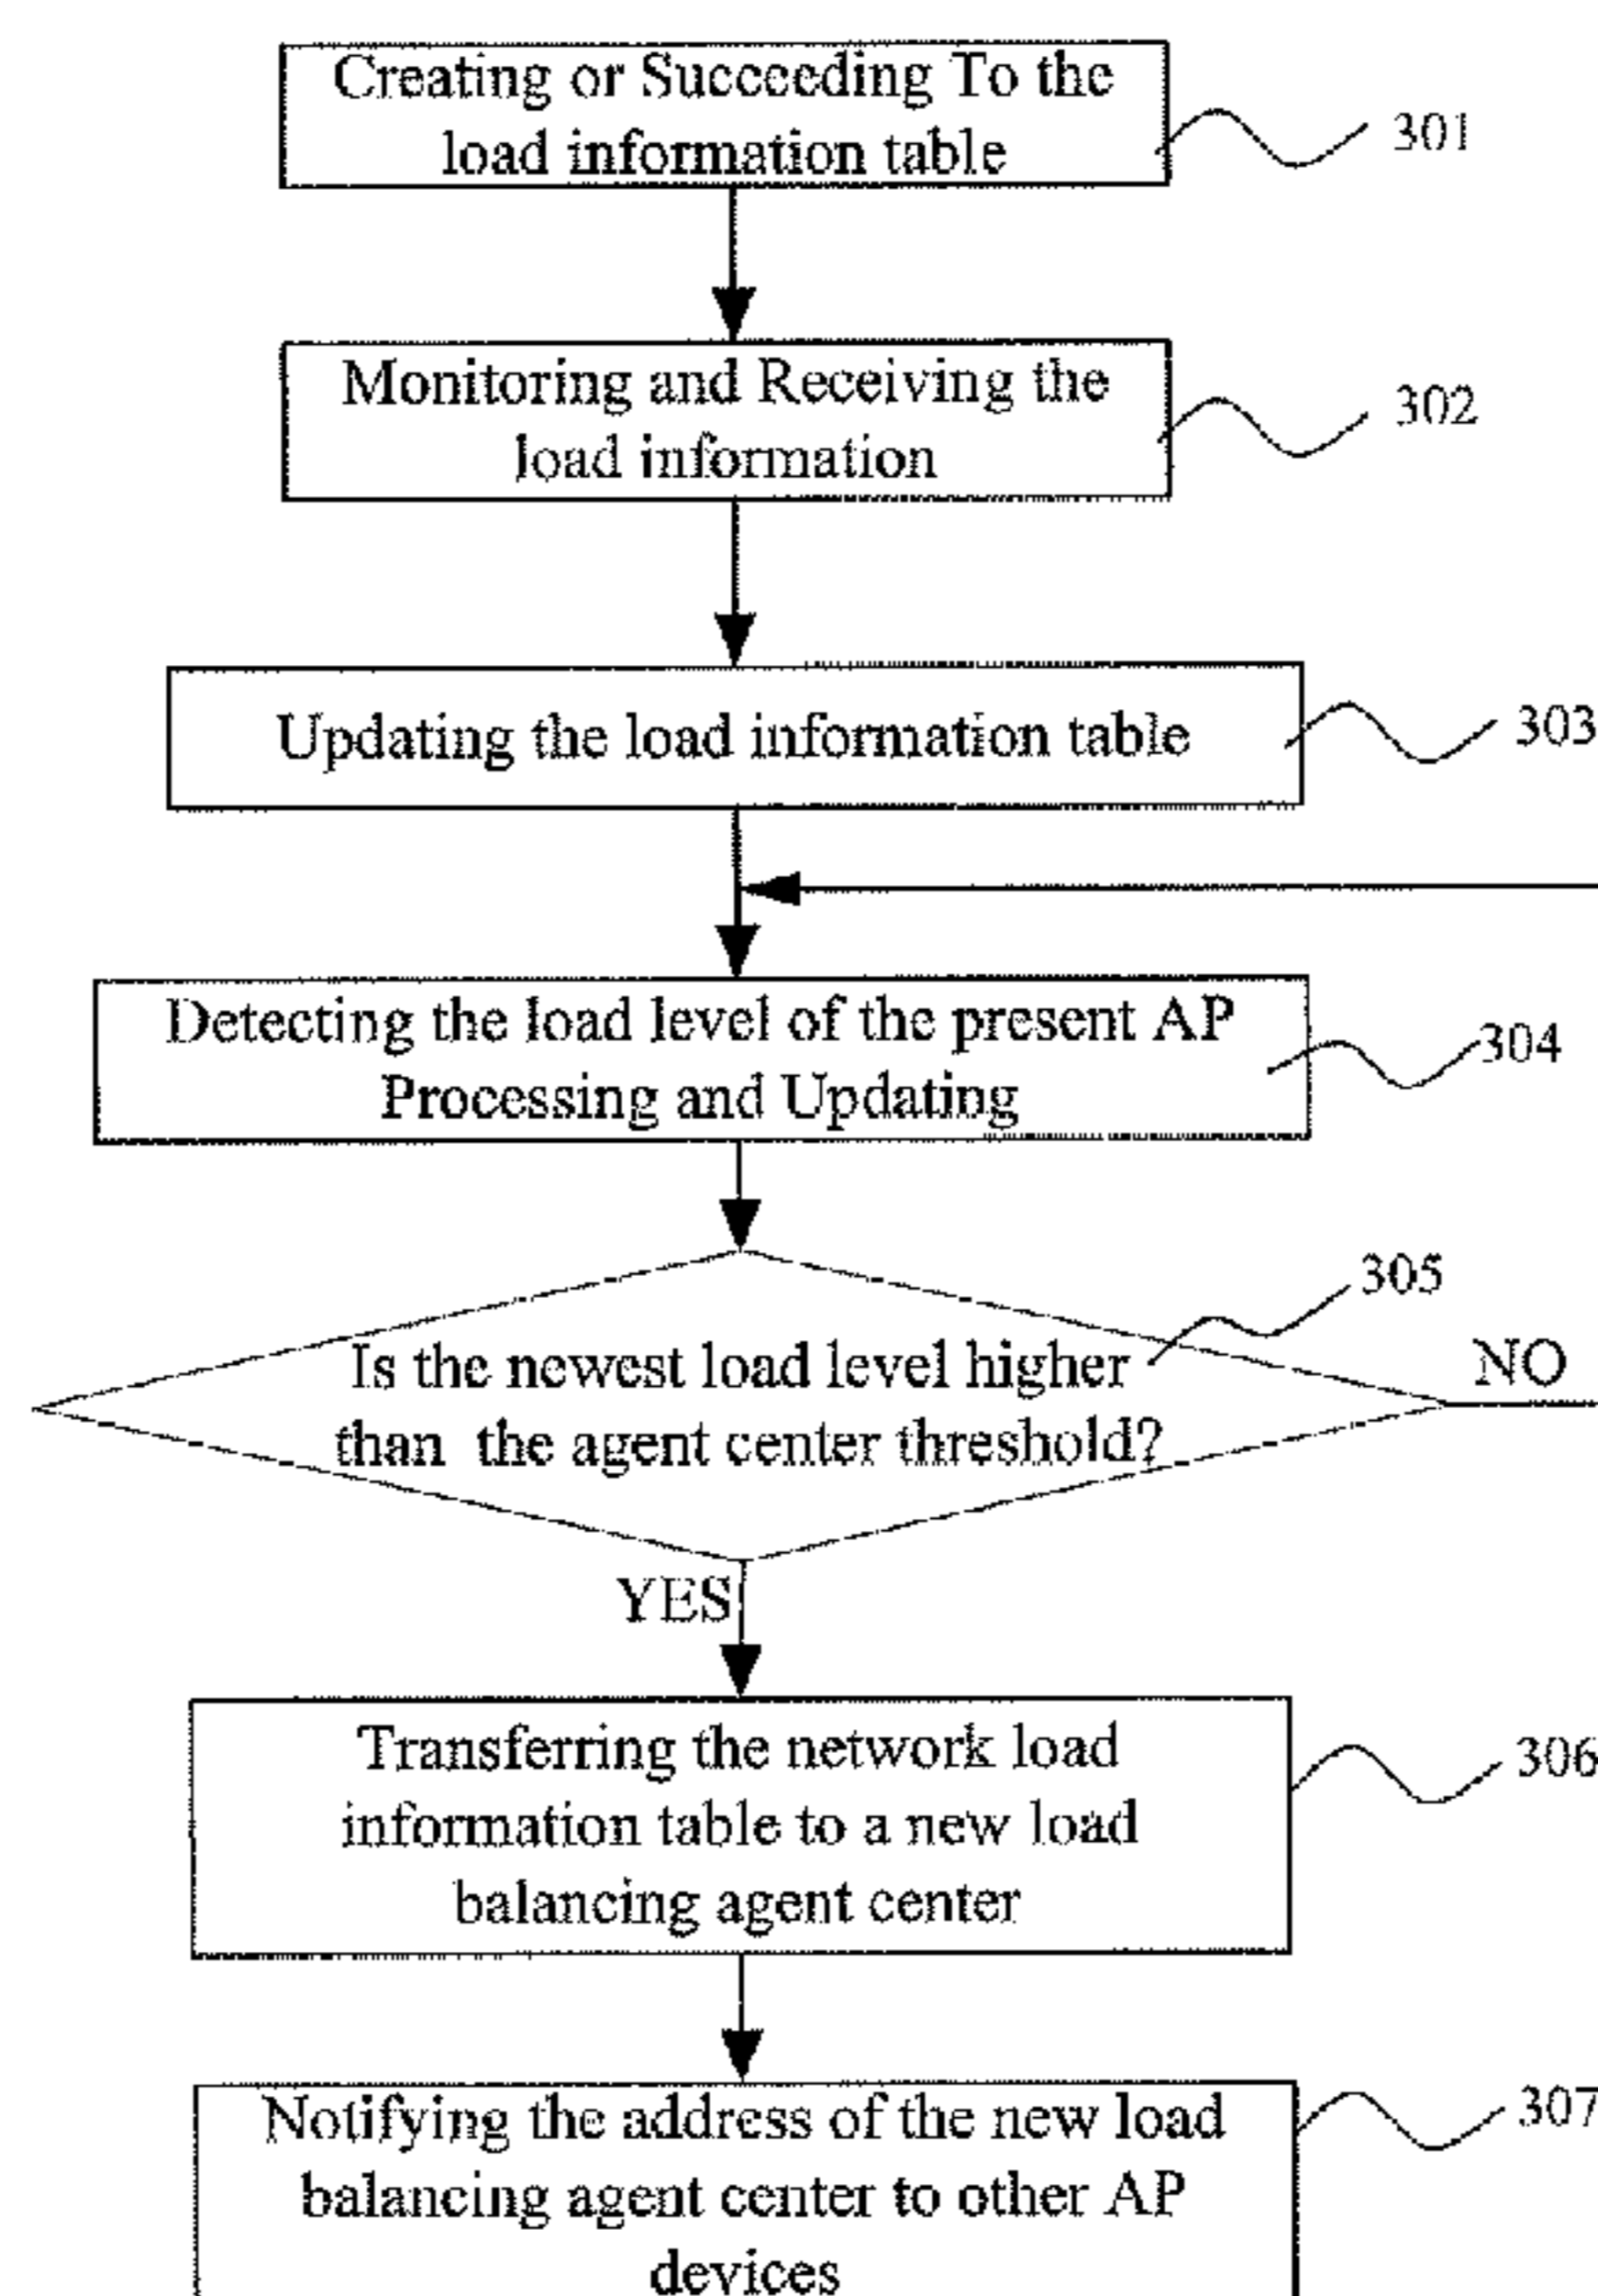 Creating or Succeeding To the
load information table
301
Monitoring and Receiving the
load information
302
Updating the load information table
303
Detecting the load level of the present AP
Processing and Updating
304
305
Is the newest load level higher
than the agent center threshold?
NO
YES
Transferring the network load
information table to a new load
balancing agent center
306
Notifying the address of the new load
balancing agent center to other AP
devices
307